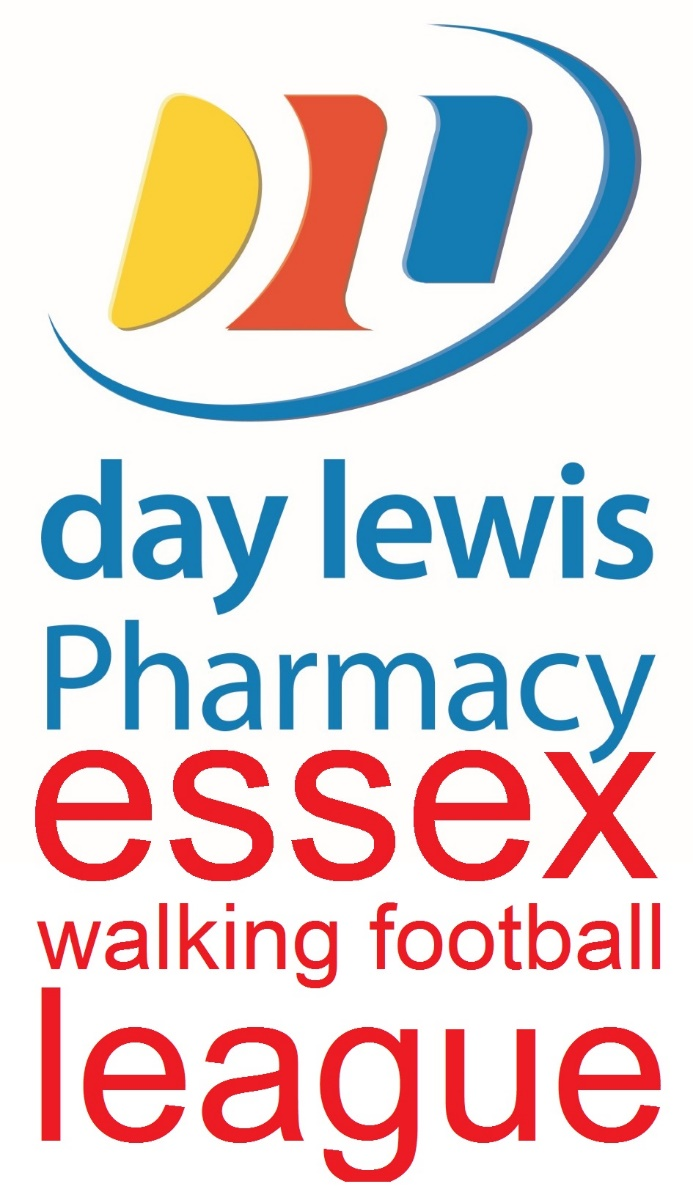 day lewis
Pharmacy
essex
walking football
league